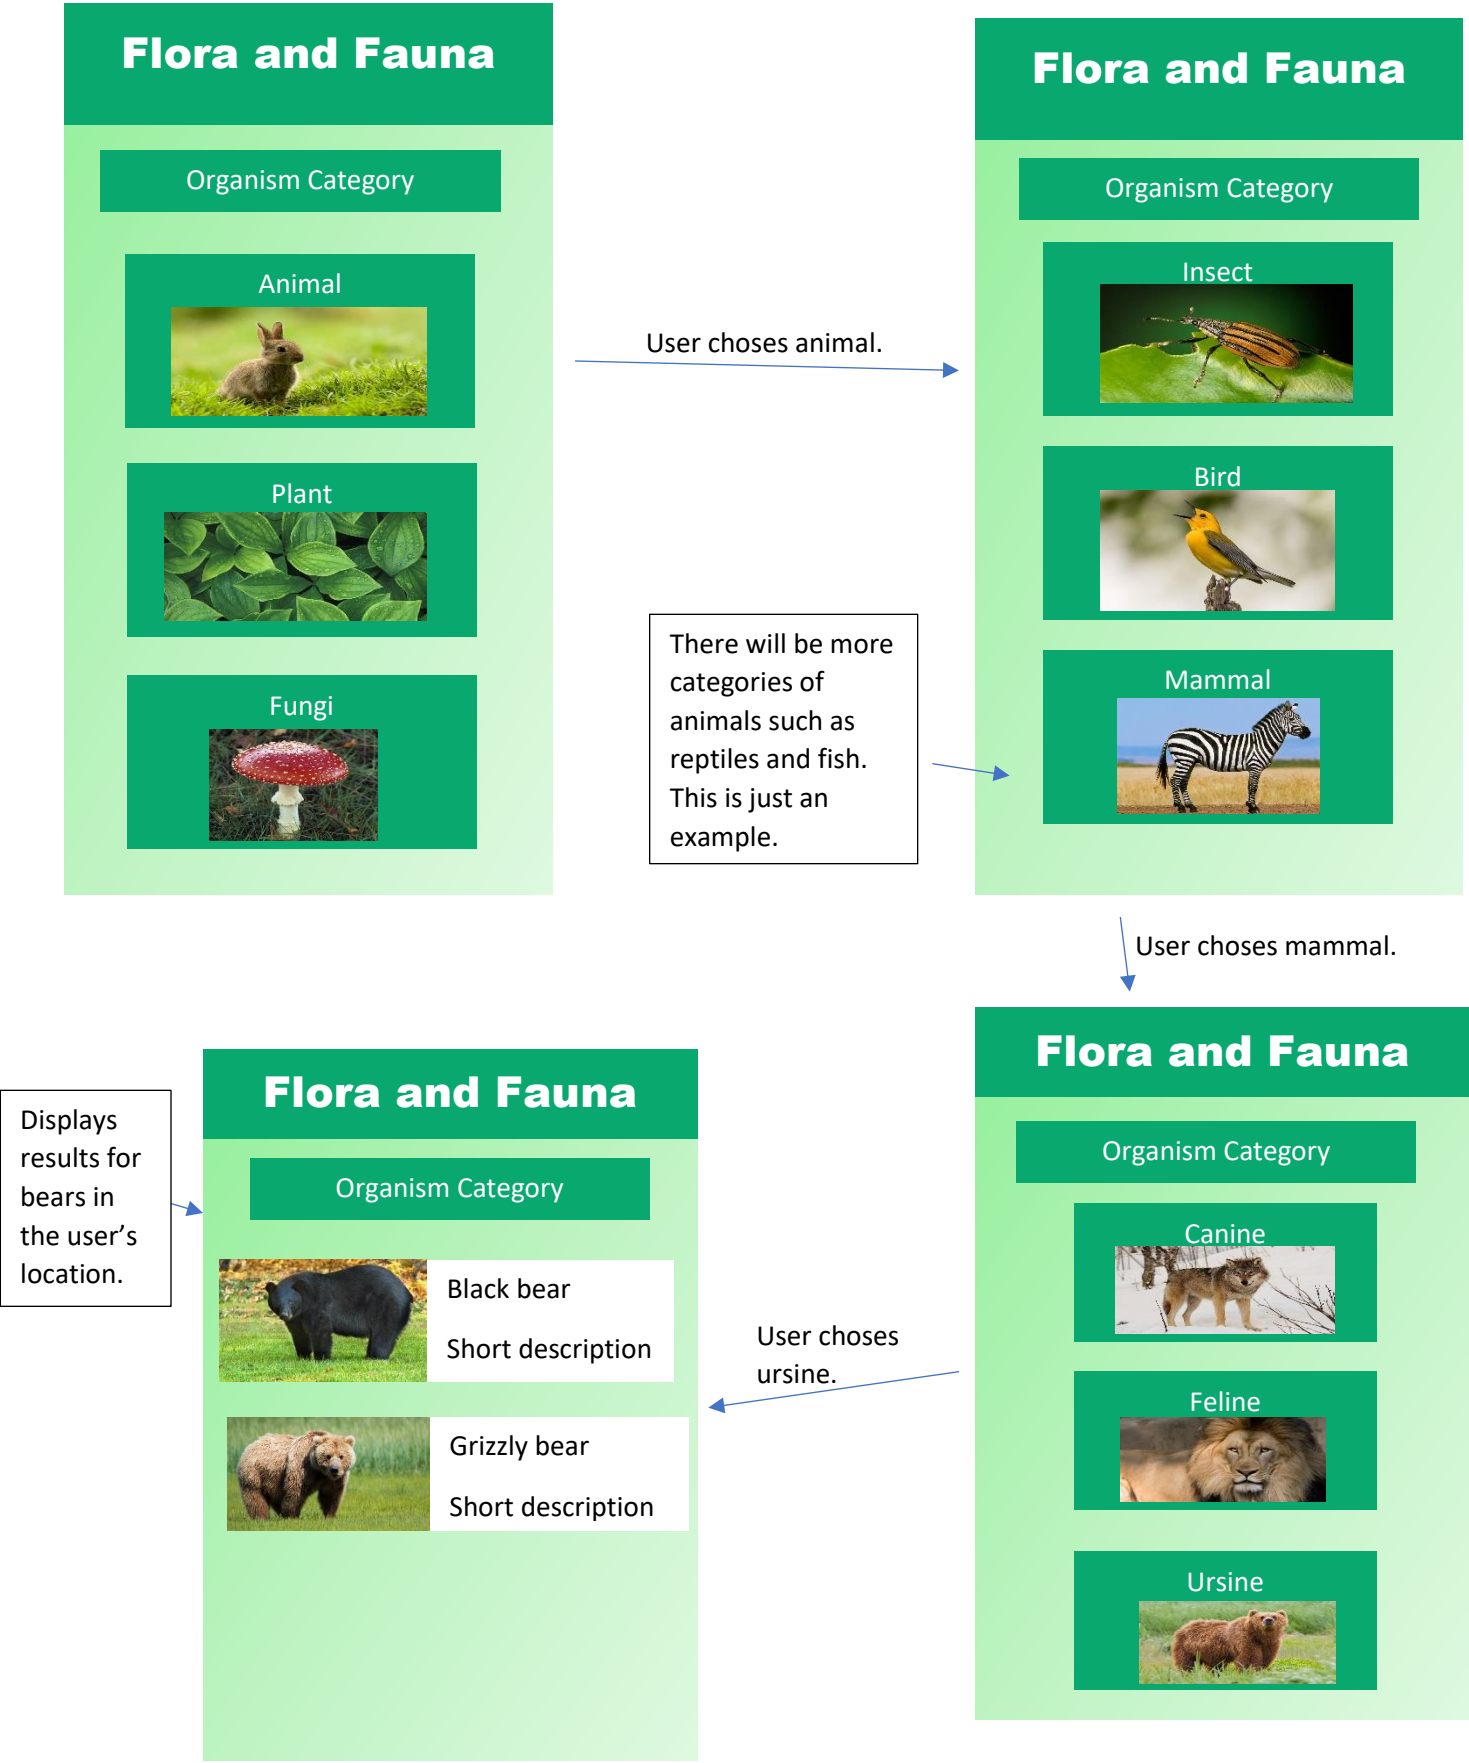 Flora and Fauna
Organism Category
Animal
Plant
Fungi
User choses animal.
Flora and Fauna
Organism Category
Insect
Bird
Mammal
There will be more
categories of
animals such as
reptiles and fish.
This is just an
example.
User choses mammal.
Flora and Fauna
Organism Category
Canine
Feline
Ursine
User choses
ursine.
Flora and Fauna
Organism Category
Black bear
Short description
Grizzly bear
Short description
Displays
results for
bears in
the user’s
location.